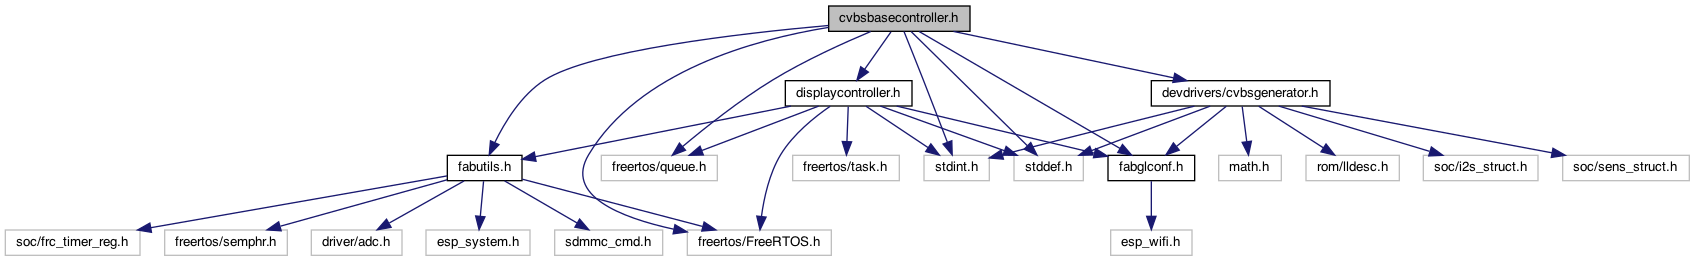 cvbsbasecontroller.h
displaycontroller.h
devdrivers/cvbsgenerator.h
fabutils.h
freertos/queue.h
freertos/task.h
stdint.h
stddef.h
fabglconf.h
math.h
rom/lldesc.h
soc/i2s_struct.h
soc/sens_struct.h
soc/frc_timer_reg.h
freertos/semphr.h
driver/adc.h
esp_system.h
sdmmc_cmd.h
freertos/FreeRTOS.h
esp_wifi.h